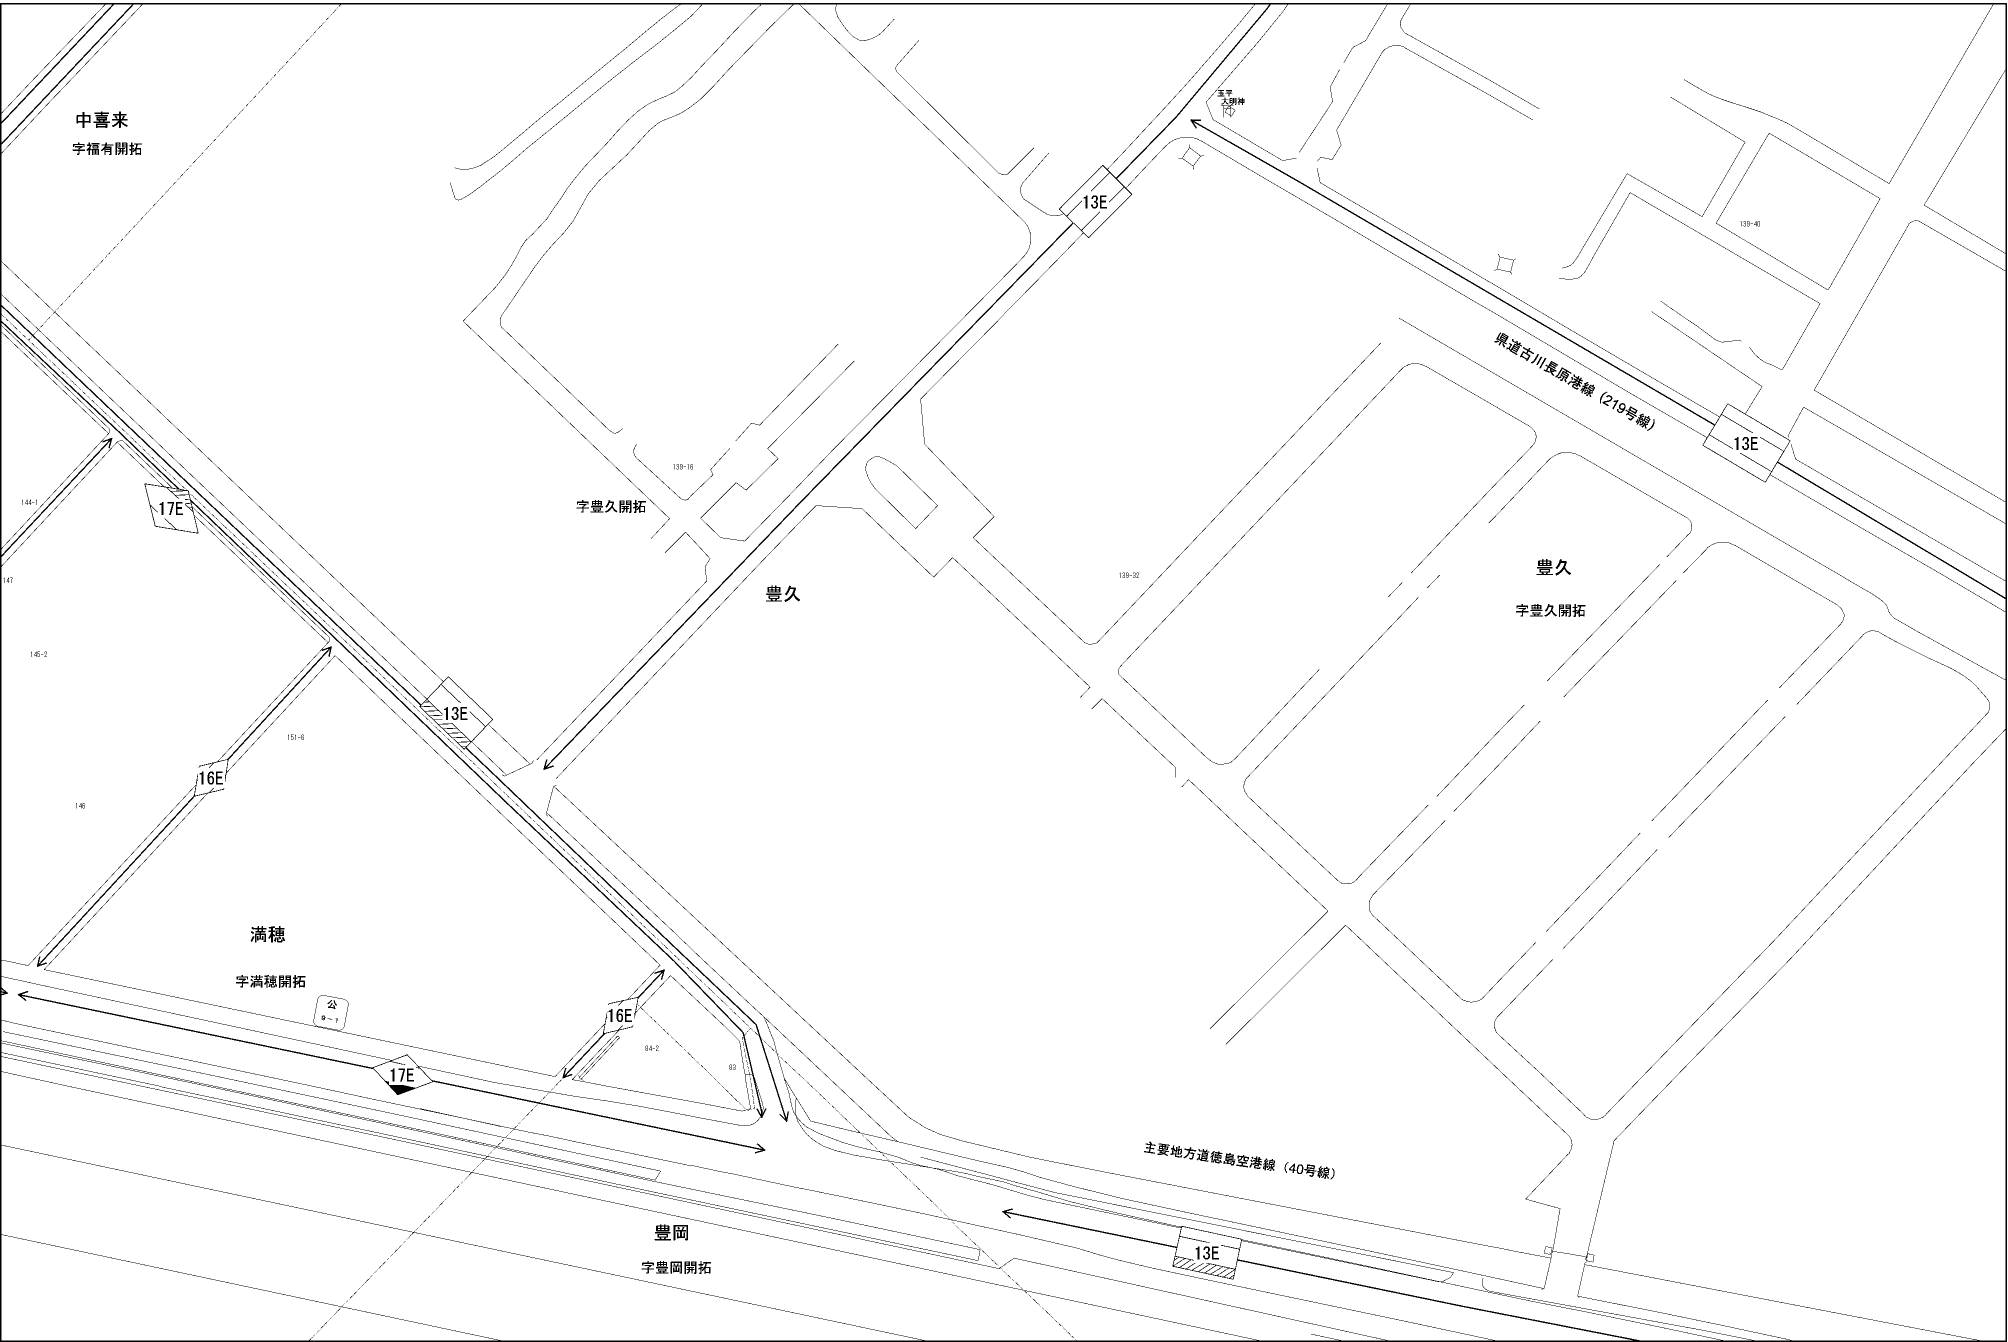 玉平
大明神
中喜来
字福有開拓
13E
139-40
県道古川長原港線（219号線）
13E
139-16
144-1
17E
字豊久開拓
豊久
139-32
豊久
字豊久開拓
147
145-2
13E
151-6
16E
146
満穂
字満穂開拓
公
9－1
16E
84-2
83
17E
主要地方道徳島空港線（40号線）
豊岡
字豊岡開拓
13E